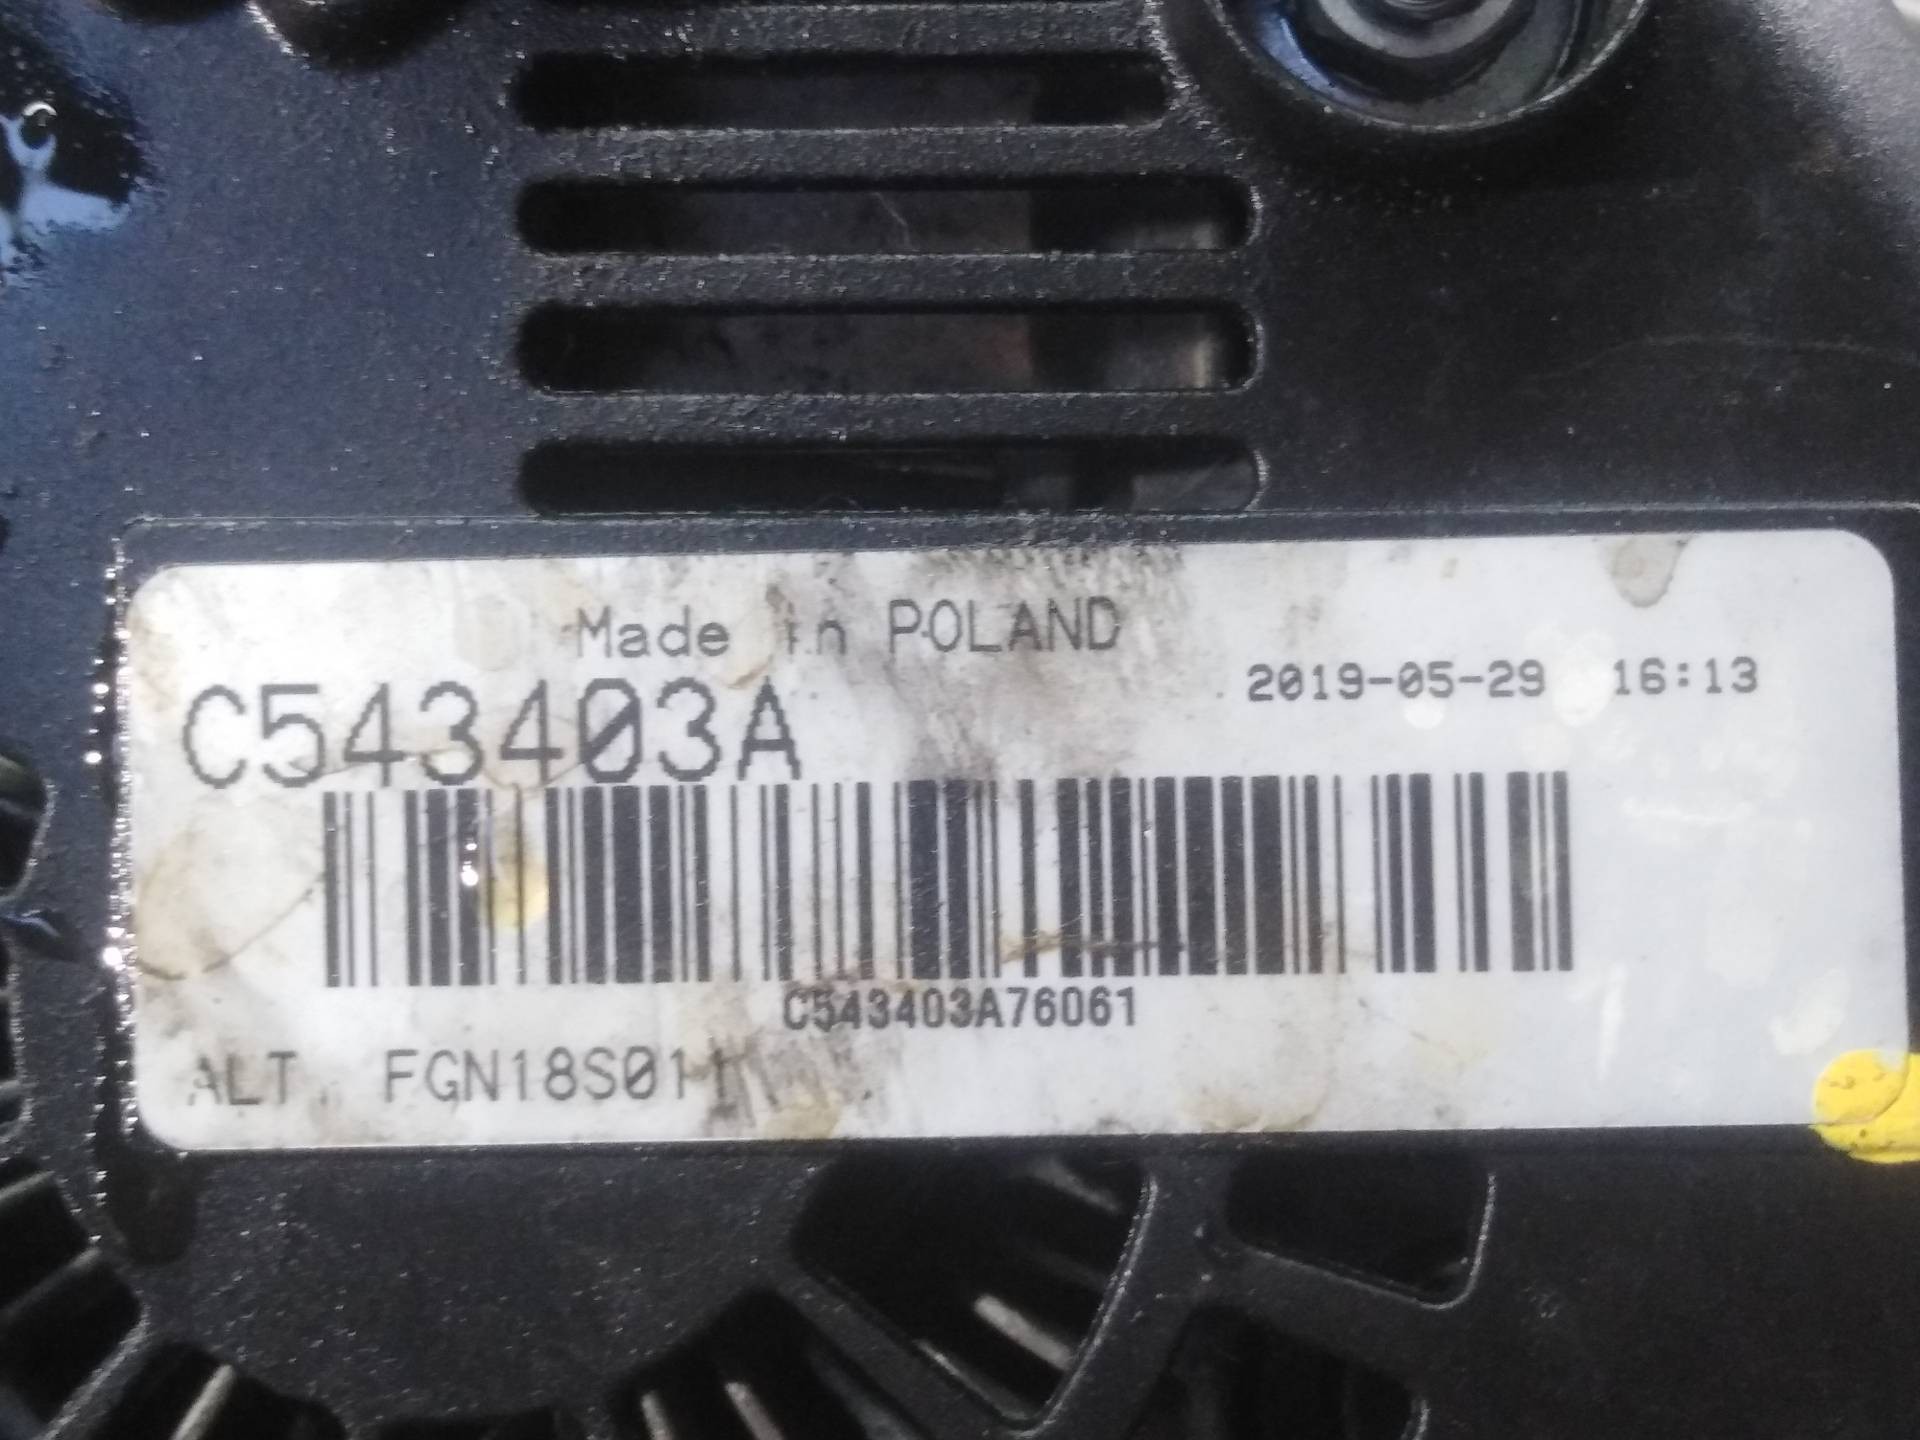 Made in POLAND
C543403A
2019-05-29 16:13
C543403A76061
ALT. FGN18S011